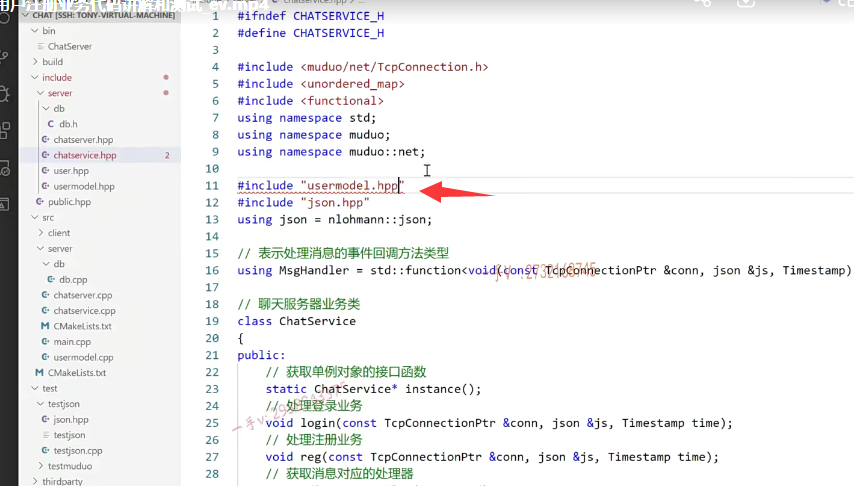 CHAT [SSH: TONY-VIRTUAL-MACHINE]
bin
ChatServer
build
include
server
db
db.h
chatserver.hpp
chatservice.hpp 2
user.hpp
usermodel.hpp
public.hpp
src
client
server
db
db.cpp
chatserver.cpp
chatservice.cpp
CMakeLists.txt
main.cpp
usermodel.cpp
CMakeLists.txt
test
testjson
json.hpp
testjson
testjson.cpp
testmuduo
thirdparty
1 #ifndef CHATSERVICE_H
2 #define CHATSERVICE_H
3
4 #include <muduo/net/TcpConnection.h>
5 #include <unordered_map>
6 #include <functional>
7 using namespace std;
8 using namespace muduo;
9 using namespace muduo::net;
10
11 #include "usermodel.hpp"
12 #include "json.hpp"
13 using json = nlohmann::json;
14
15 // 表示处理消息的事件回调方法类型
16 using MsgHandler = std::function<void(const TcpConnectionPtr &conn, json &js, Timestamp)
17
18 // 聊天服务器业务类
19 class ChatService
20 {
21 public:
22 // 获取单例对象的接口函数
23 static ChatService* instance();
24 // 处理登录业务
25 void login(const TcpConnectionPtr &conn, json &js, Timestamp time);
26 // 处理注册业务
27 void reg(const TcpConnectionPtr &conn, json &js, Timestamp time);
28 // 获取消息对应的处理器